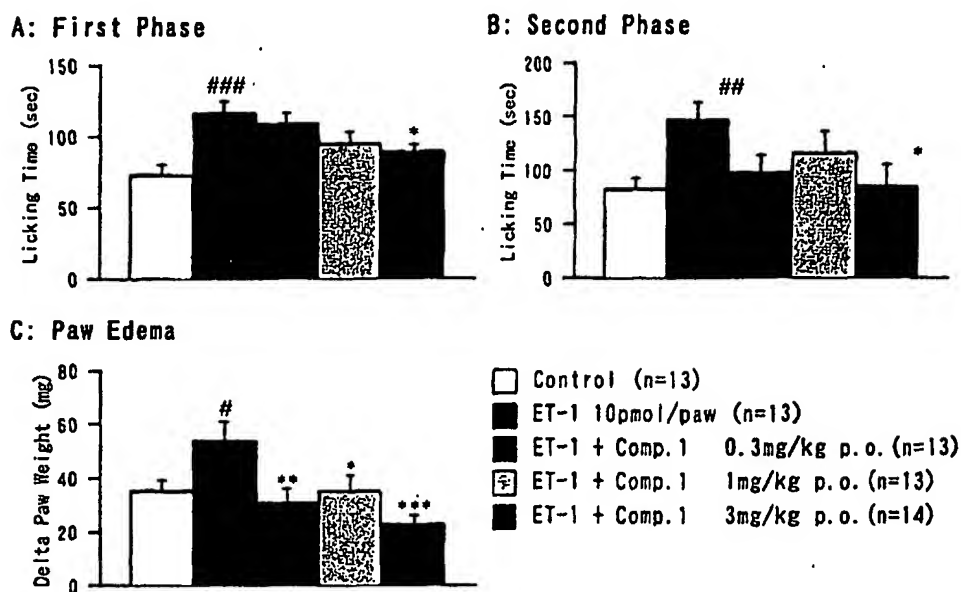 A: First Phase
B: Second Phase
Licking Time (sec)
150
100
50
0
###
*
Licking Time (sec)
200
150
100
50
0
##
*
C: Paw Edema
Delta Paw Weight (mg)
80
60
40
20
0
#
**
*
***
Control (n=13)
ET-1 10pmol/paw (n=13)
ET-1 + Comp.1 0.3mg/kg p.o.(n=13)
ET-1 + Comp.1 1mg/kg p.o.(n=13)
ET-1 + Comp.1 3mg/kg p.o.(n=14)